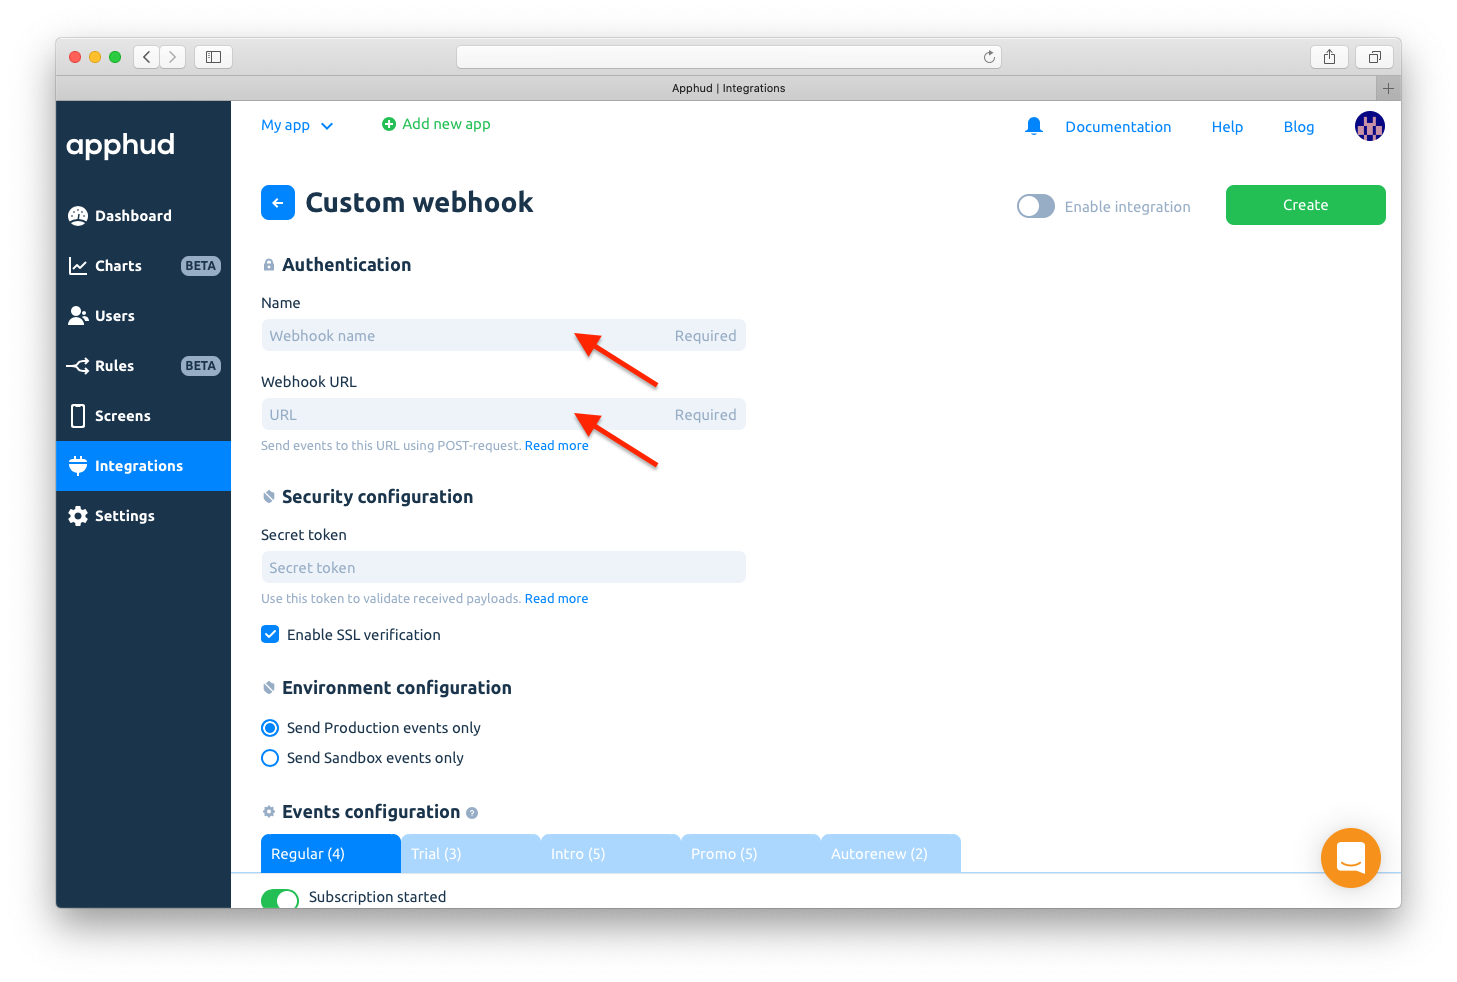 Apphud | Integrations
apphud
My app
Add new app
Documentation
Help
Blog
Dashboard
Charts BETA
Users
Rules BETA
Screens
Integrations
Settings
Custom webhook
Enable integration
Create
Authentication
Name
Webhook name Required
Webhook URL
URL Required
Send events to this URL using POST-request. Read more
Security configuration
Secret token
Secret token
Use this token to validate received payloads. Read more
Enable SSL verification
Environment configuration
Send Production events only
Send Sandbox events only
Events configuration ?
Regular (4) Trial (3) Intro (5) Promo (5) Autorenew (2)
Subscription started